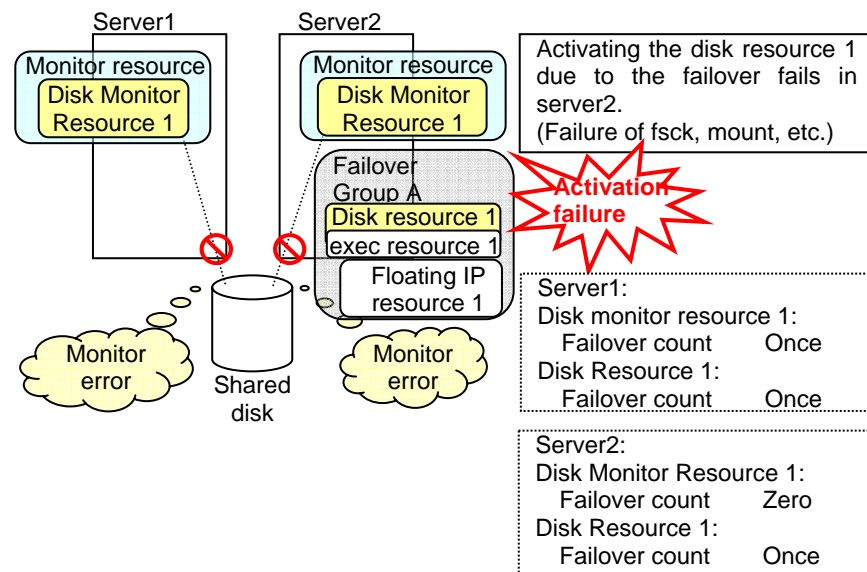 Server1
Server2
Monitor resource
Disk Monitor
Resource 1
Monitor resource
Disk Monitor
Resource 1
Failover
Group A
Disk resource 1
exec resource 1
Floating IP
resource 1
Activation
failure
Monitor
error
Shared
disk
Monitor
error
Activating the disk resource 1
due to the failover fails in
server2.
(Failure of fsck, mount, etc.)
Server1:
Disk monitor resource 1:
Failover count Once
Disk Resource 1:
Failover count Once
Server2:
Disk Monitor Resource 1:
Failover count Zero
Disk Resource 1:
Failover count Once